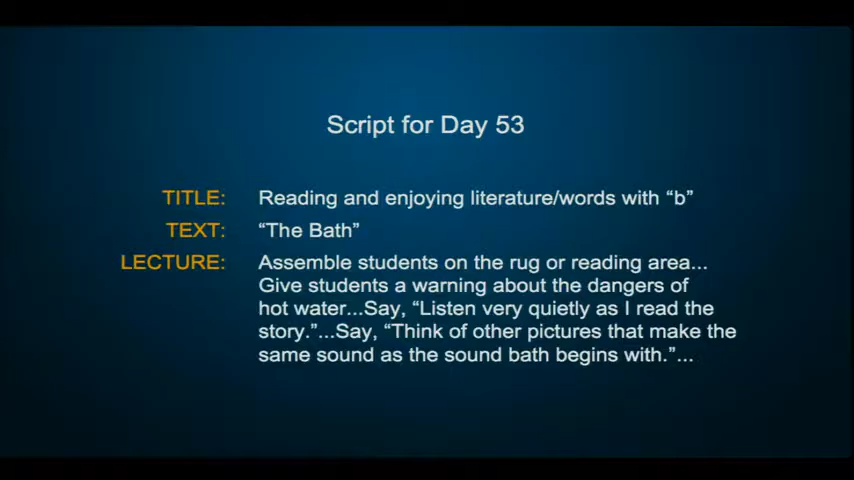 Script for Day 53
TITLE: Reading and enjoying literature/words with “b”
TEXT: “The Bath”
LECTURE: Assemble students on the rug or reading area...
Give students a warning about the dangers of
hot water...Say, “Listen very quietly as I read the
story.”...Say, “Think of other pictures that make the
same sound as the sound bath begins with.”...